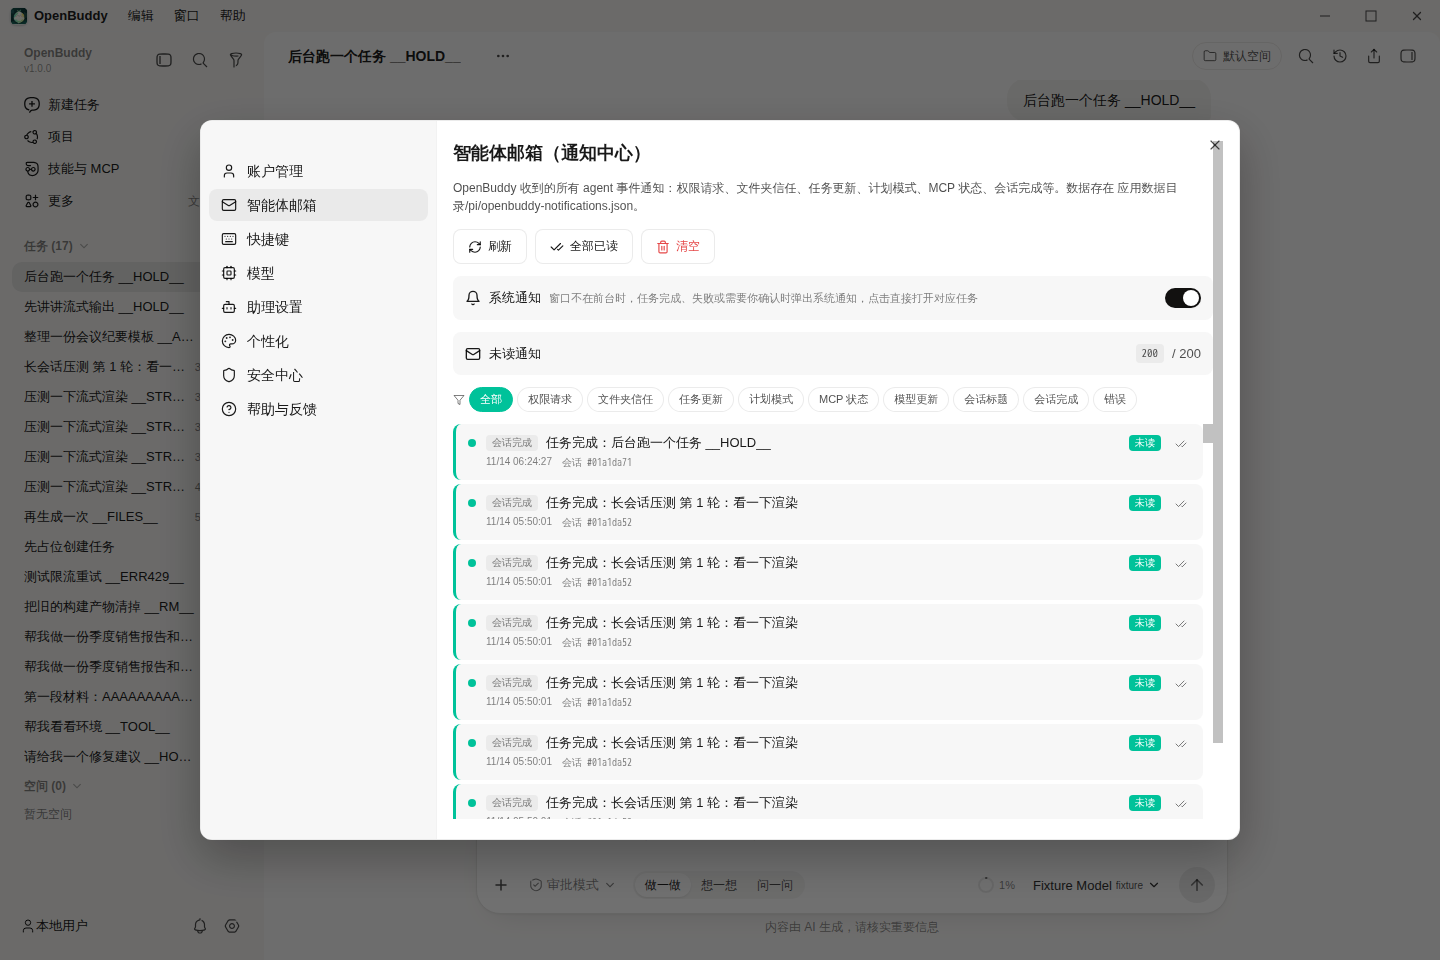 OpenBuddy 编辑 窗口 帮助
OpenBuddy
v1.0.0
新建任务
项目
技能与 MCP
更多
任务 (17)
后台跑一个任务 __HOLD__
先讲讲流式输出 __HOLD__
整理一份会议纪要模板 __A…
长会话压测 第 1 轮：看一…
压测一下流式渲染 __STR…
压测一下流式渲染 __STR…
压测一下流式渲染 __STR…
压测一下流式渲染 __STR…
再生成一次 __FILES__
先占位创建任务
测试限流重试 __ERR429__
把旧的构建产物清掉 __RM__
帮我做一份季度销售报告和…
帮我做一份季度销售报告和…
第一段材料：AAAAAAAAA…
帮我看看环境 __TOOL__
请给我一个修复建议 __HO…
空间 (0)
暂无空间
本地用户
后台跑一个任务 __HOLD__
默认空间
后台跑一个任务 __HOLD__
账户管理
智能体邮箱
快捷键
模型
助理设置
个性化
安全中心
帮助与反馈
智能体邮箱（通知中心）
OpenBuddy 收到的所有 agent 事件通知：权限请求、文件夹信任、任务更新、计划模式、MCP 状态、会话完成等。数据存在 应用数据目
录/pi/openbuddy-notifications.json。
刷新 全部已读 清空
系统通知 窗口不在前台时，任务完成、失败或需要你确认时弹出系统通知，点击直接打开对应任务
未读通知 200 / 200
全部 权限请求 文件夹信任 任务更新 计划模式 MCP 状态 模型更新 会话标题 会话完成 错误
会话完成 任务完成：后台跑一个任务 __HOLD__ 未读
11/14 06:24:27 会话 #01a1da71
会话完成 任务完成：长会话压测 第 1 轮：看一下渲染 未读
11/14 05:50:01 会话 #01a1da52
会话完成 任务完成：长会话压测 第 1 轮：看一下渲染 未读
11/14 05:50:01 会话 #01a1da52
会话完成 任务完成：长会话压测 第 1 轮：看一下渲染 未读
11/14 05:50:01 会话 #01a1da52
会话完成 任务完成：长会话压测 第 1 轮：看一下渲染 未读
11/14 05:50:01 会话 #01a1da52
会话完成 任务完成：长会话压测 第 1 轮：看一下渲染 未读
11/14 05:50:01 会话 #01a1da52
会话完成 任务完成：长会话压测 第 1 轮：看一下渲染 未读
审批模式 做一做 想一想 问一问 1% Fixture Model fixture
内容由 AI 生成，请核实重要信息